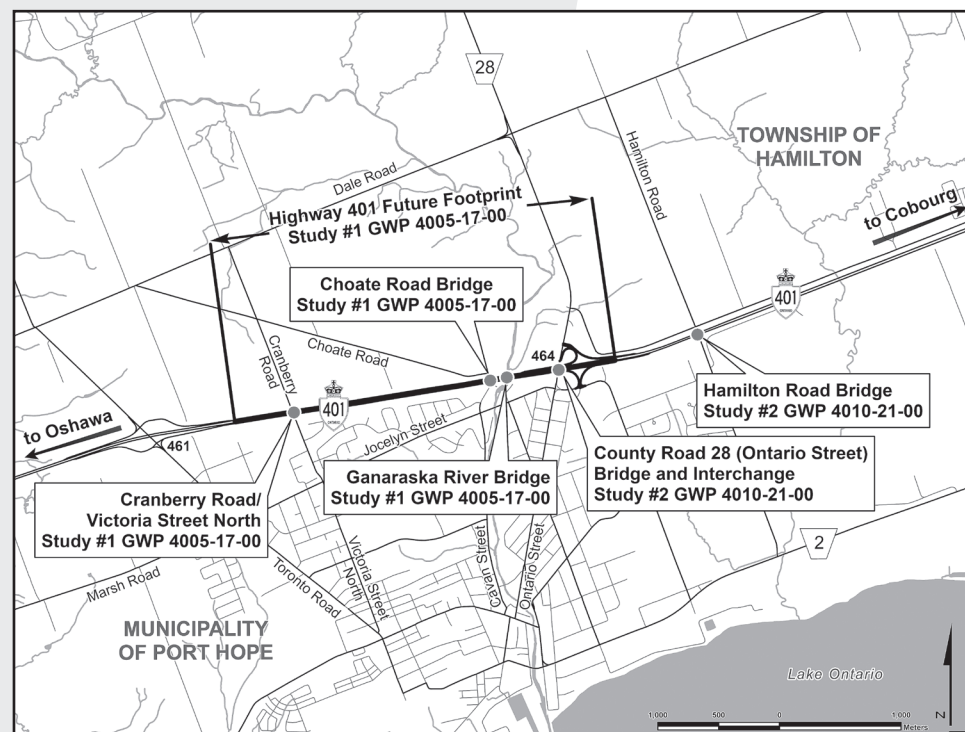 28
TOWNSHIP OF
HAMILTON
Hamilton Road
Dale Road
to Cobourg
Highway 401 Future Footprint
Study #1 GWP 4005-17-00
Choate Road Bridge
Study #1 GWP 4005-17-00
401
ONTARIO
Cranberry
Road
Choate Road
464
401
ONTARIO
Hamilton Road Bridge
Study #2 GWP 4010-21-00
to Oshawa
461
Jocelyn Street
County Road 28 (Ontario Street)
Bridge and Interchange
Study #2 GWP 4010-21-00
Ganaraska River Bridge
Study #1 GWP 4005-17-00
Cranberry Road/
Victoria Street North
Study #1 GWP 4005-17-00
2
Marsh Road
Toronto Road
Victoria Street
North
Cavan Street
Ontario Street
MUNICIPALITY
OF PORT HOPE
Lake Ontario
N
1,000 500 0 1,000
Meters